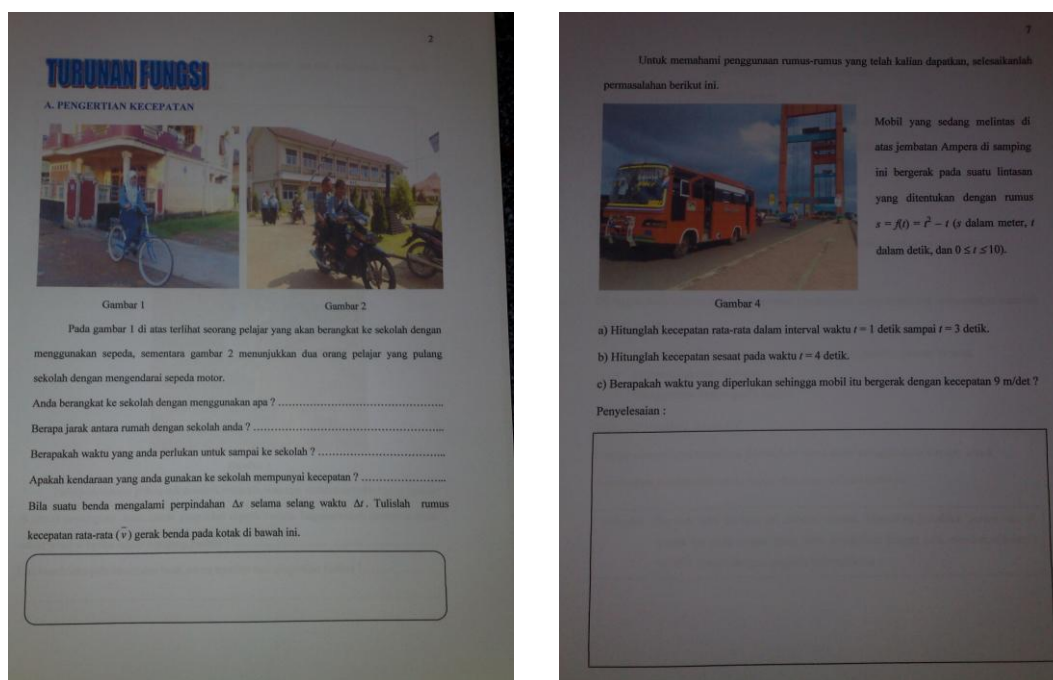 2
TURUNAN FUNGSI
A. PENGERTIAN KECEPATAN
Gambar 1
Gambar 2
Pada gambar 1 di atas terlihat seorang pelajar yang akan berangkat ke sekolah dengan
menggunakan sepeda, sementara gambar 2 menunjukkan dua orang pelajar yang pulang
sekolah dengan mengendarai sepeda motor.
Anda berangkat ke sekolah dengan menggunakan apa ? ..................................................
Berapa jarak antara rumah dengan sekolah anda ? ..................................................
Berapakah waktu yang anda perlukan untuk sampai ke sekolah ? ..................................
Apakah kendaraan yang anda gunakan ke sekolah mempunyai kecepatan ? ......................
Bila suatu benda mengalami perpindahan Δs selama selang waktu Δt. Tulislah rumus
kecepatan rata-rata (v̄) gerak benda pada kotak di bawah ini.
7
Untuk memahami penggunaan rumus-rumus yang telah kalian dapatkan, selesaikanlah
permasalahan berikut ini.
Mobil yang sedang melintas di
atas jembatan Ampera di samping
ini bergerak pada suatu lintasan
yang ditentukan dengan rumus
s = f(t) = t² – t (s dalam meter, t
dalam detik, dan 0 ≤ t ≤ 10).
Gambar 4
a) Hitunglah kecepatan rata-rata dalam interval waktu t = 1 detik sampai t = 3 detik.
b) Hitunglah kecepatan sesaat pada waktu t = 4 detik.
c) Berapakah waktu yang diperlukan sehingga mobil itu bergerak dengan kecepatan 9 m/det ?
Penyelesaian :